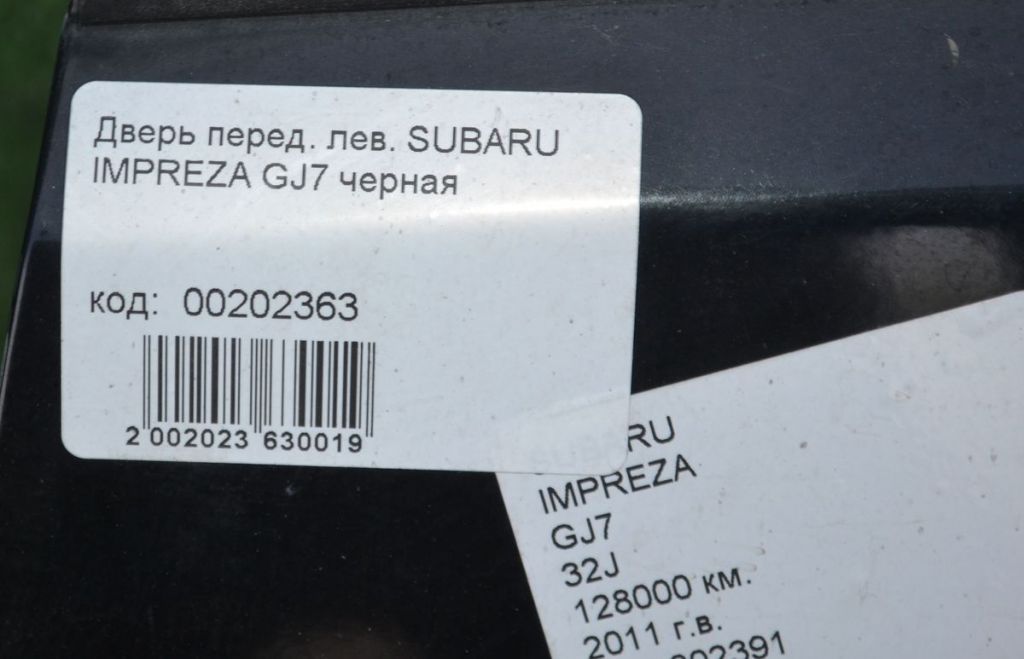 Дверь перед. лев. SUBARU
IMPREZA GJ7 черная
код: 00202363
2 002023 630019
IMPREZA
GJ7
32J
128000 км.
2011 г.в.